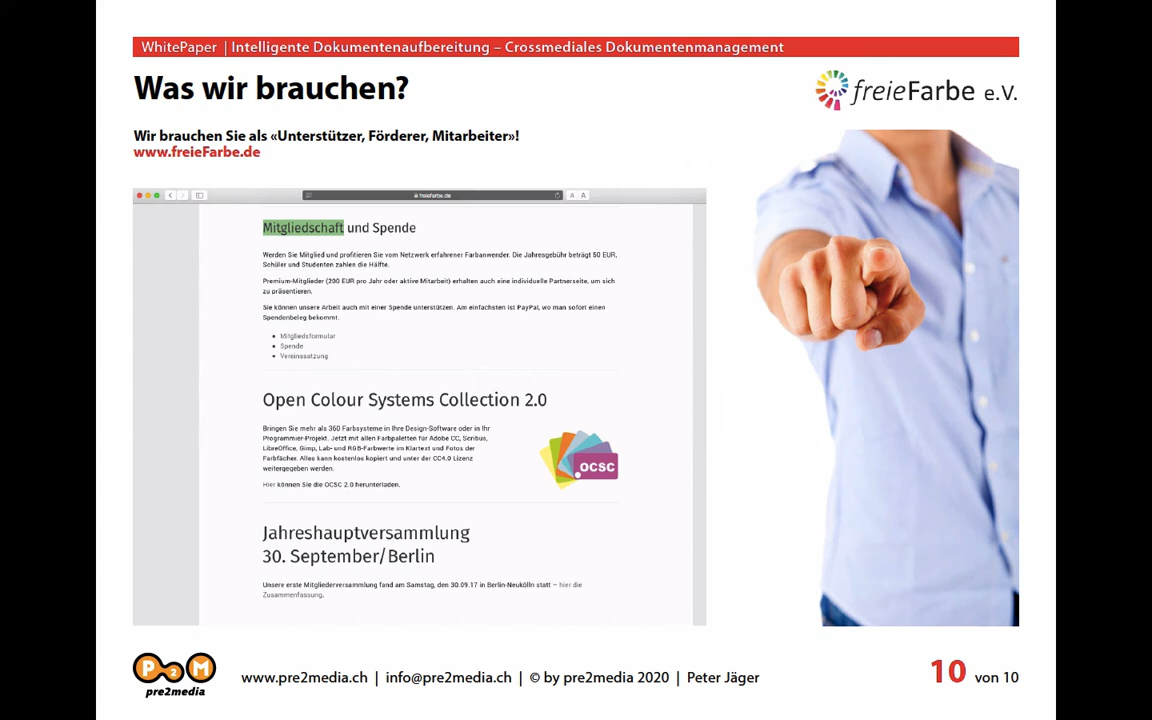 WhitePaper | Intelligente Dokumentenaufbereitung – Crossmediales Dokumentenmanagement
Was wir brauchen?
freieFarbe e.V.
Wir brauchen Sie als «Unterstützer, Förderer, Mitarbeiter»!
www.freieFarbe.de
freiefarbe.de
A A
Mitgliedschaft und Spende
Werden Sie Mitglied und profitieren Sie vom Netzwerk erfahrener Farbanwender. Die Jahresgebühr beträgt 50 EUR,
Schüler und Studenten zahlen die Hälfte.
Premium-Mitglieder (200 EUR pro Jahr oder aktive Mitarbeit) erhalten auch eine individuelle Partnerseite, um sich
zu präsentieren.
Sie können unsere Arbeit auch mit einer Spende unterstützen. Am einfachsten ist PayPal, wo man sofort einen
Spendenbeleg bekommt.
• Mitgliedsformular
• Spende
• Vereinssatzung
Open Colour Systems Collection 2.0
Bringen Sie mehr als 360 Farbsysteme in Ihre Design-Software oder in Ihr
Programmier-Projekt. Jetzt mit allen Farbpaletten für Adobe CC, Scribus,
LibreOffice, Gimp, Lab- und RGB-Farbwerte im Klartext und Fotos der
Farbfächer. Alles kann kostenlos kopiert und unter der CC4.0 Lizenz
weitergegeben werden.
OCSC
Hier können Sie die OCSC 2.0 herunterladen.
Jahreshauptversammlung
30. September/Berlin
Unsere erste Mitgliederversammlung fand am Samstag, den 30.09.17 in Berlin-Neukölln statt – hier die
Zusammenfassung.
P2M
pre2media
www.pre2media.ch | info@pre2media.ch | © by pre2media 2020 | Peter Jäger
10 von 10